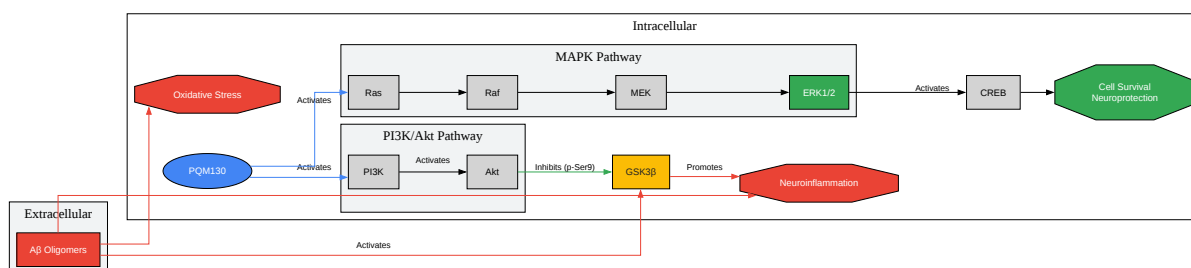 Intracellular
MAPK Pathway
Oxidative Stress
Activates
Ras
Raf
MEK
ERK1/2
Activates
CREB
Cell Survival
Neuroprotection
PI3K/Akt Pathway
PQM130
Activates
PI3K
Activates
Akt
Inhibits (p-Ser9)
GSK3β
Promotes
Neuroinflammation
Extracellular
Aβ Oligomers
Activates